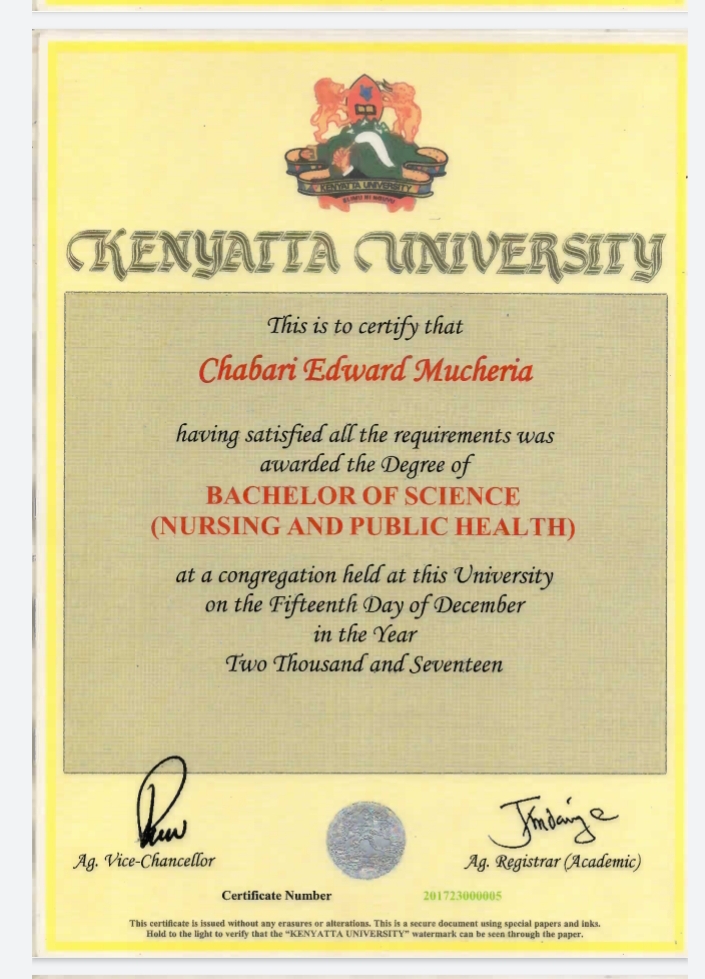 KENYATTA UNIVERSITY
KENYATTA UNIVERSITY
This is to certify that
Chabari Edward Mucheria
having satisfied all the requirements was
awarded the Degree of
BACHELOR OF SCIENCE
(NURSING AND PUBLIC HEALTH)
at a congregation held at this University
on the Fifteenth Day of December
in the Year
Two Thousand and Seventeen
Ag. Vice-Chancellor
Ag. Registrar (Academic)
Certificate Number 201723000005
This certificate is issued without any erasures or alterations. This is a secure document using special papers and inks.
Hold to the light to verify that the "KENYATTA UNIVERSITY" watermark can be seen through the paper.